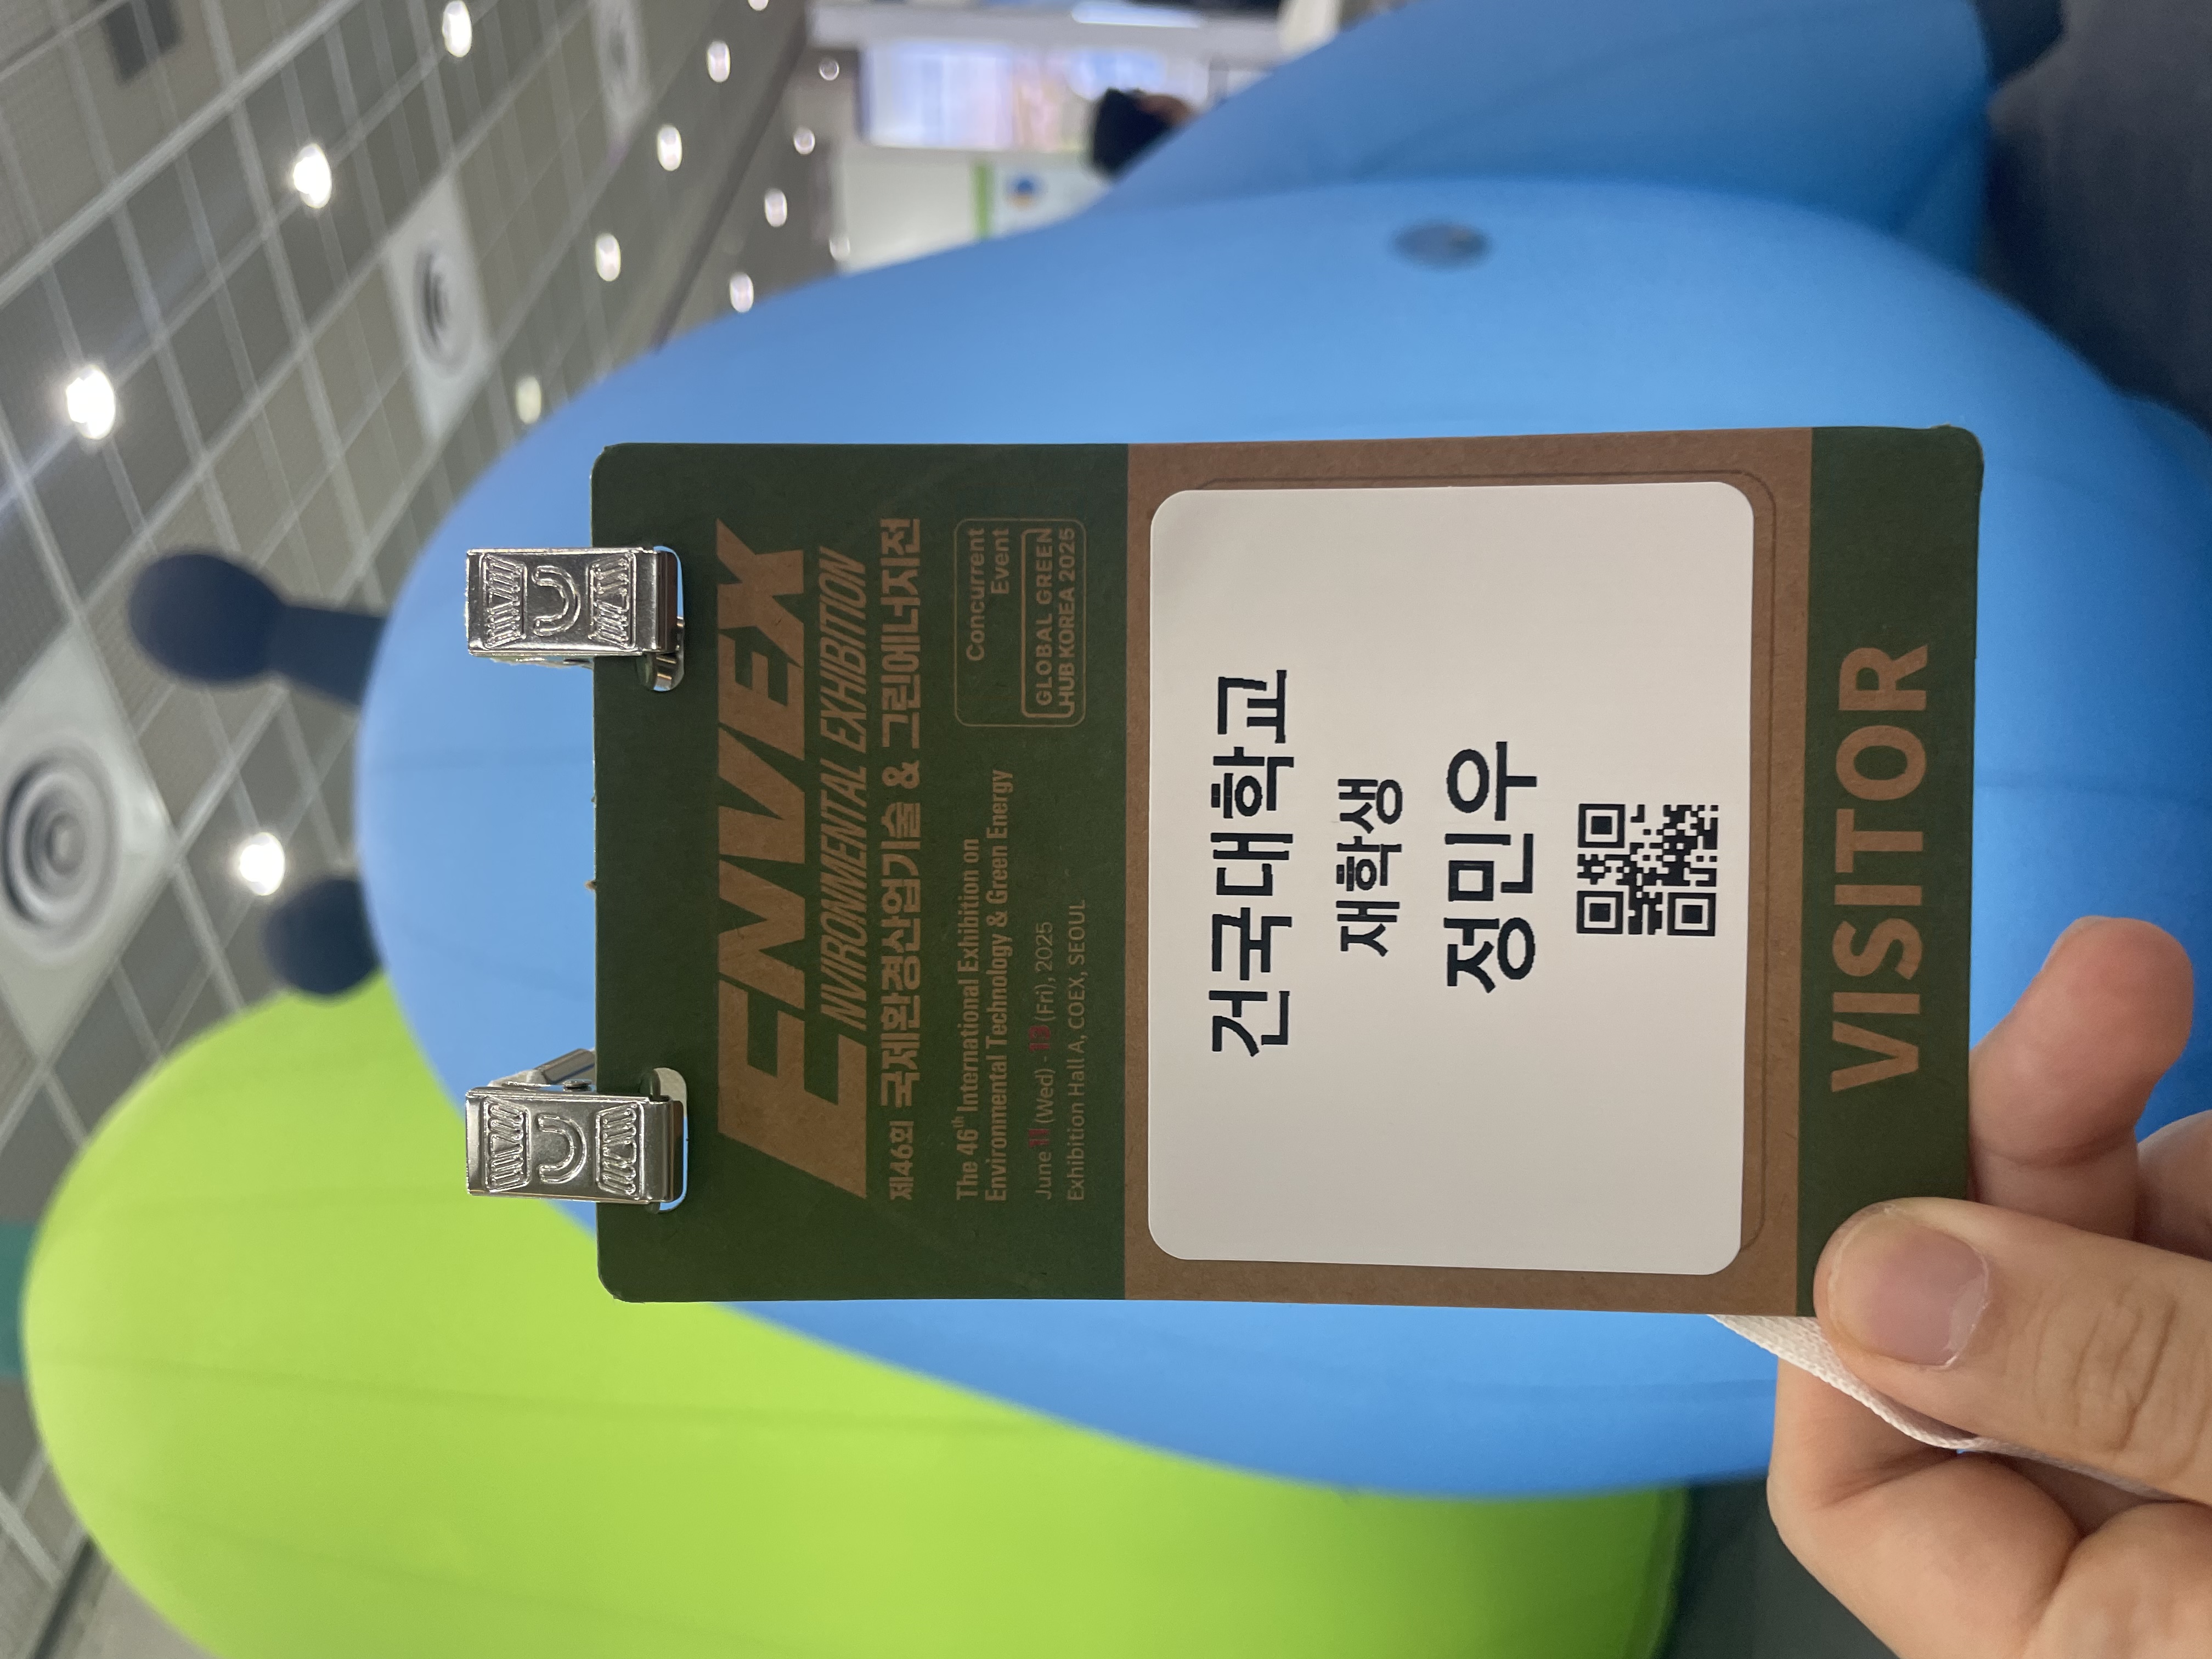 ENVEX
ENVIRONMENTAL EXHIBITION
제46회 국제환경산업기술 & 그린에너지전
The 46th International Exhibition on
Environmental Technology & Green Energy
June 11 (Wed) - 13 (Fri), 2025
Exhibition Hall A, COEX, SEOUL
Concurrent
Event
GLOBAL GREEN
HUB KOREA 2025
건국대학교
재학생
정민우
VISITOR